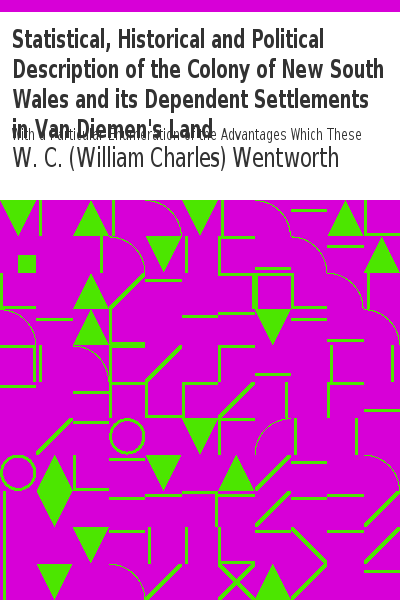 Statistical, Historical and Political
Description of the Colony of New South
Wales and its Dependent Settlements
in Van Diemen's Land
With a Particular Enumeration of the Advantages Which These
W. C. (William Charles) Wentworth